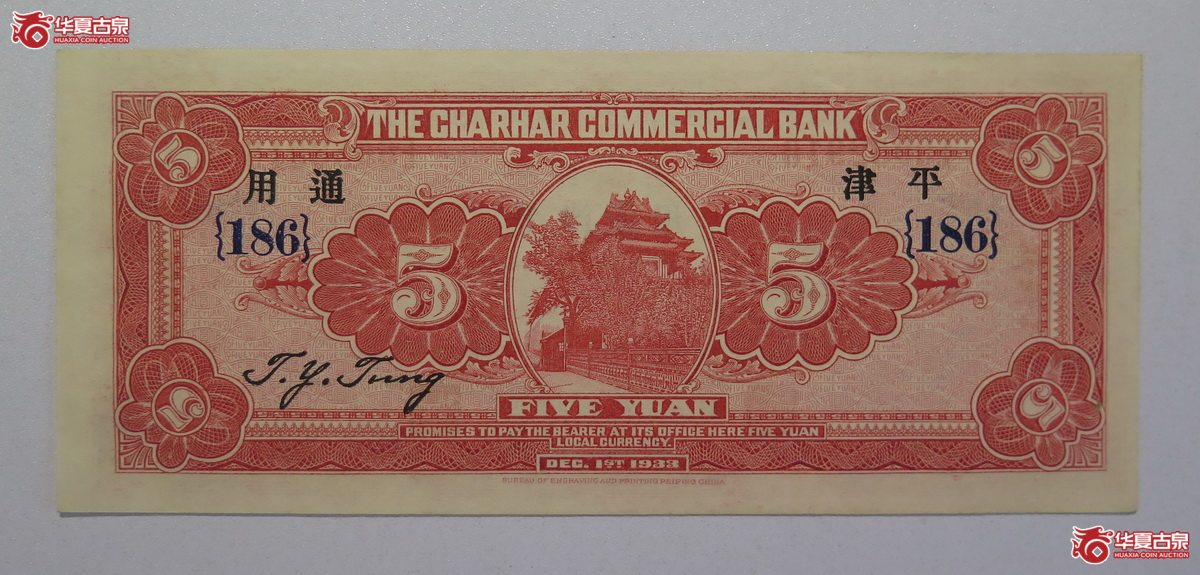 华夏古泉
HUAXIA COIN AUCTION
THE CHARHAR COMMERCIAL BANK
5
5
用通
津平
{186}
{186}
5
5
T. Y. Tung
5
5
FIVE YUAN
PROMISES TO PAY THE BEARER AT ITS OFFICE HERE FIVE YUAN
LOCAL CURRENCY.
DEC. 1ST 1933
BUREAU OF ENGRAVING AND PRINTING PEIPING CHINA
华夏古泉
HUAXIA COIN AUCTION